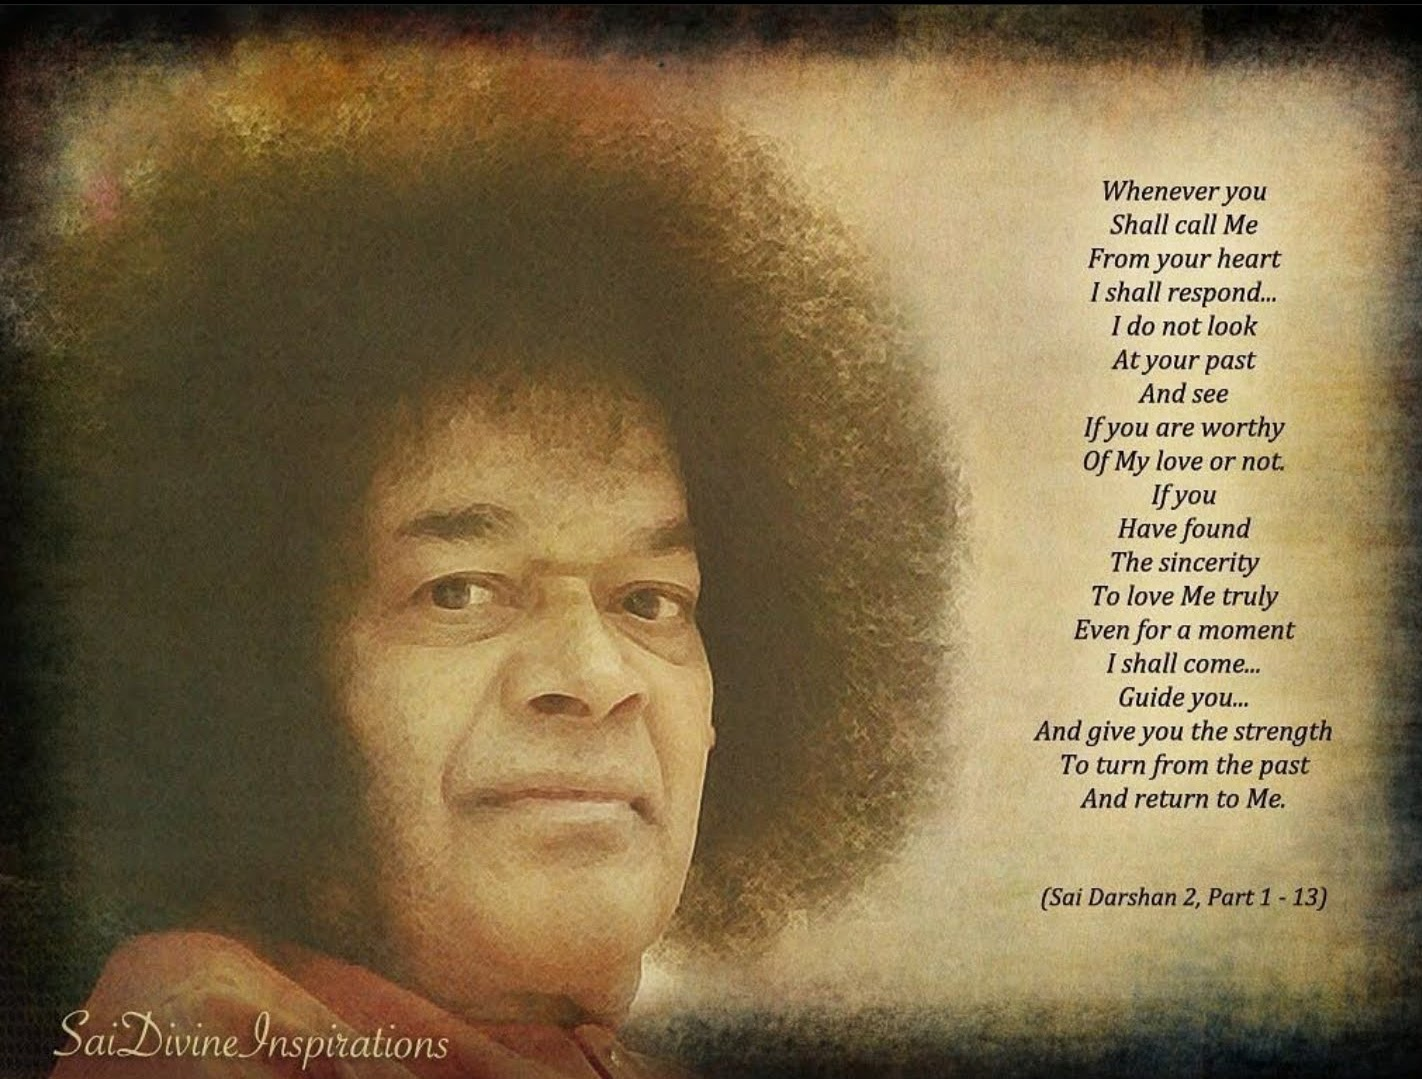 Whenever you
Shall call Me
From your heart
I shall respond...
I do not look
At your past
And see
If you are worthy
Of My love or not.
If you
Have found
The sincerity
To love Me truly
Even for a moment
I shall come...
Guide you...
And give you the strength
To turn from the past
And return to Me.
(Sai Darshan 2, Part 1 - 13)
SaiDivineInspirations